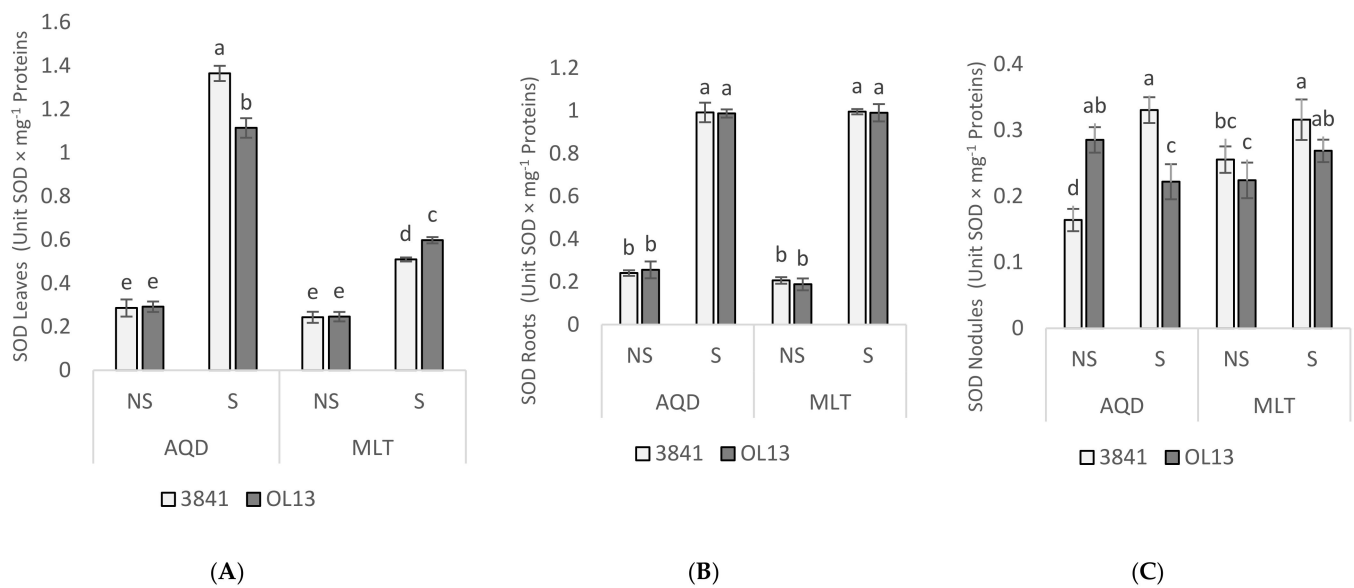 SOD Leaves (Unit SOD × mg⁻¹ Proteins
1.6
1.4
1.2
1
0.8
0.6
0.4
0.2
0
e e a b e e d c
NS S NS S
AQD MLT
3841 OL13
(A)
SOD Roots (Unit SOD × mg⁻¹ Proteins)
1.2
1
0.8
0.6
0.4
0.2
0
b b a a b b a a
NS S NS S
AQD MLT
3841 OL13
(B)
SOD Nodules (Unit SOD × mg⁻¹ Proteins)
0.4
0.3
0.2
0.1
0
d ab a c bc c a ab
NS S NS S
AQD MLT
3841 OL13
(C)